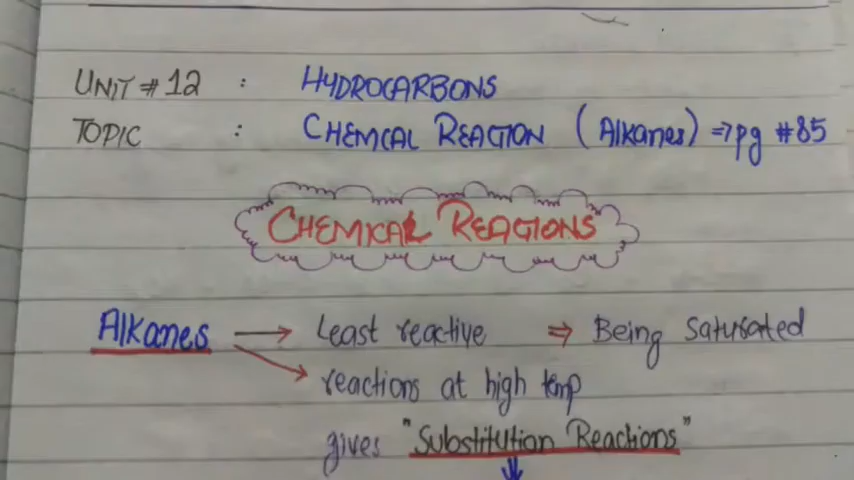 UNIT # 12 : HYDROCARBONS
TOPIC : CHEMICAL REACTION (Alkanes) ⇒ pg #85
CHEMICAL REACTIONS
Alkanes → Least reactive ⇒ Being Saturated
→ reactions at high temp
gives "Substitution Reactions"